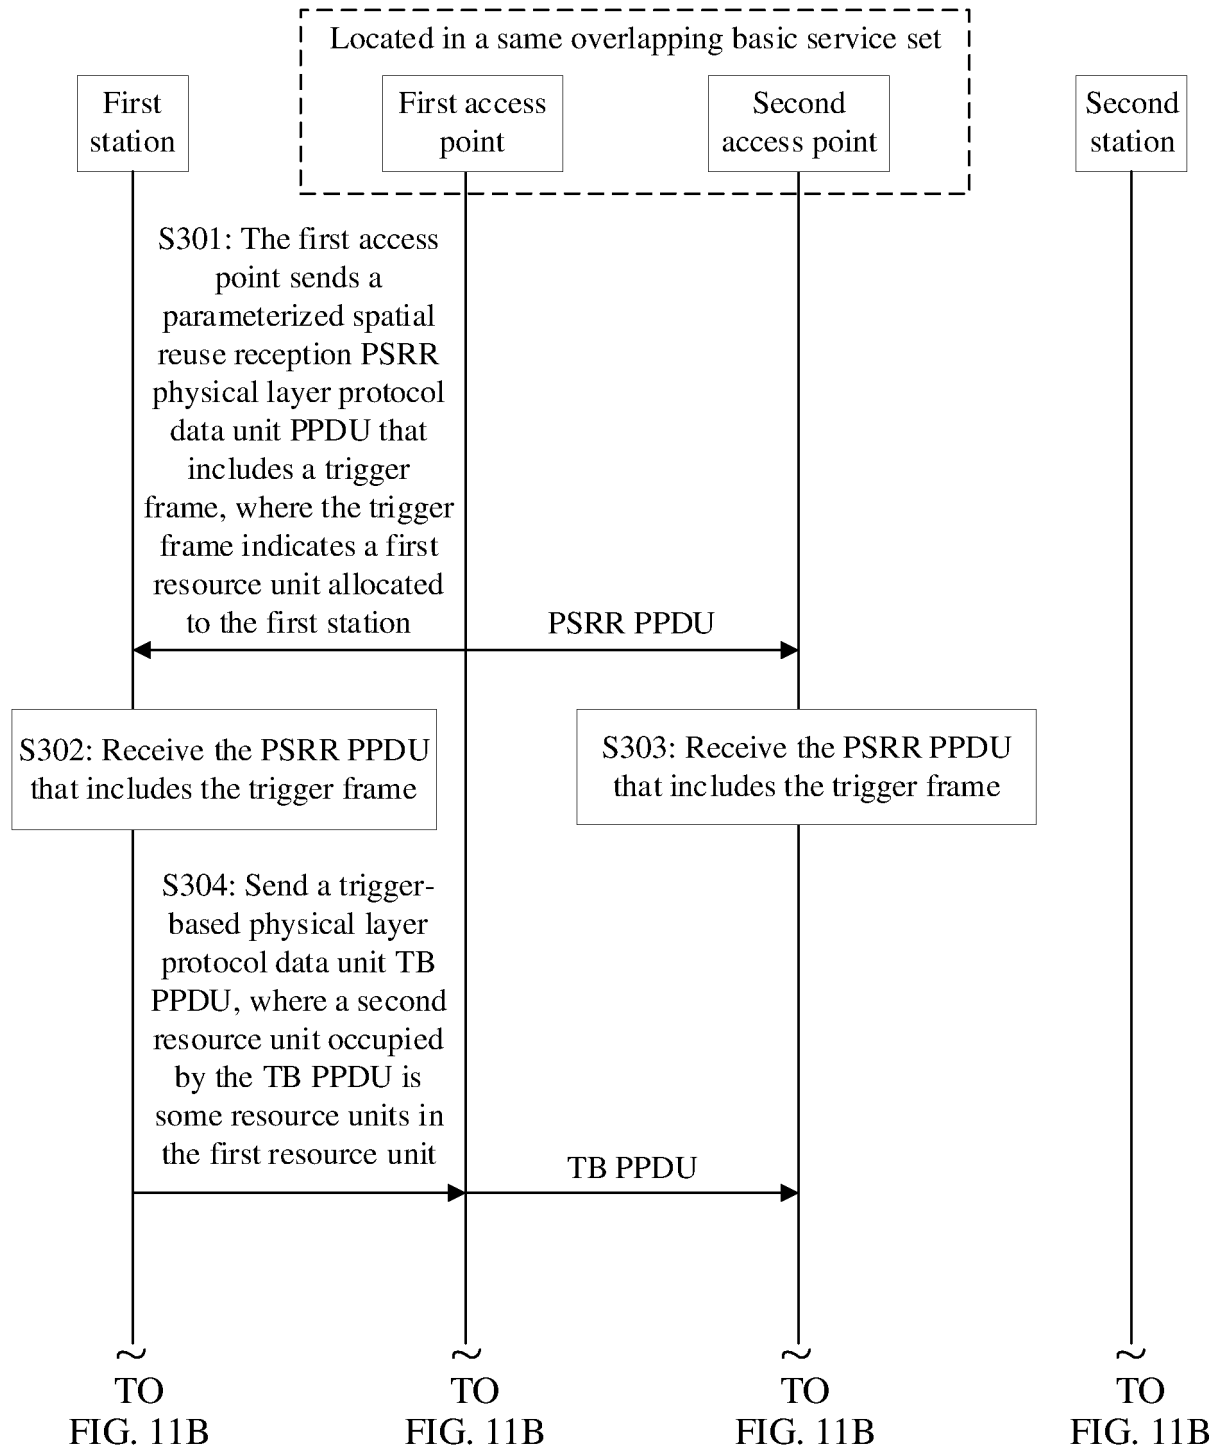 Located in a same overlapping basic service set
First
station
First access
point
Second
access point
Second
station
S301: The first access
point sends a
parameterized spatial
reuse reception PSRR
physical layer protocol
data unit PPDU that
includes a trigger
frame, where the trigger
frame indicates a first
resource unit allocated
to the first station
PSRR PPDU
S302: Receive the PSRR PPDU
that includes the trigger frame
S303: Receive the PSRR PPDU
that includes the trigger frame
S304: Send a trigger-
based physical layer
protocol data unit TB
PPDU, where a second
resource unit occupied
by the TB PPDU is
some resource units in
the first resource unit
TB PPDU
TO
FIG. 11B
TO
FIG. 11B
TO
FIG. 11B
TO
FIG. 11B